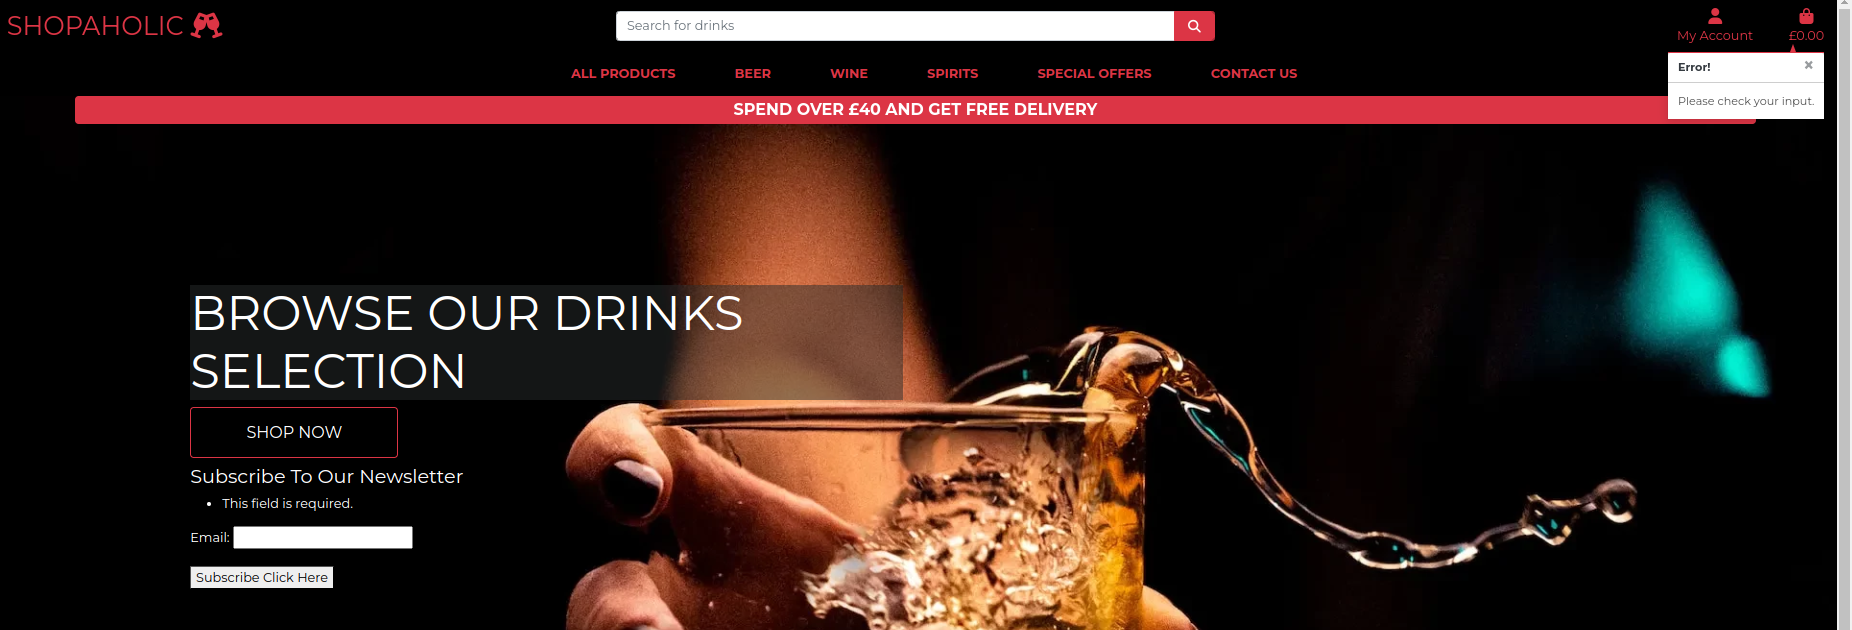 SHOPAHOLIC
Search for drinks
My Account
£0.00
ALL PRODUCTS
BEER
WINE
SPIRITS
SPECIAL OFFERS
CONTACT US
Error!
×
Please check your input.
SPEND OVER £40 AND GET FREE DELIVERY
BROWSE OUR DRINKS
SELECTION
SHOP NOW
Subscribe To Our Newsletter
• This field is required.
Email:
Subscribe Click Here